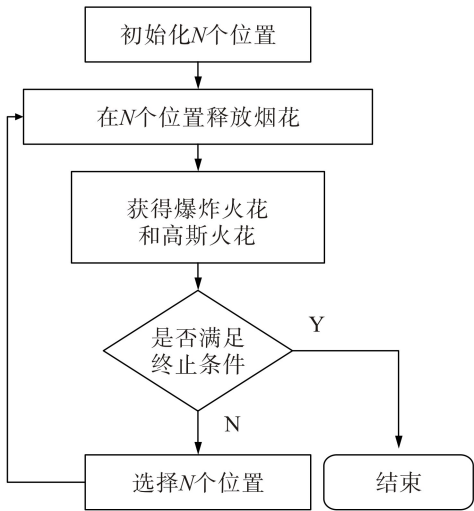 初始化N个位置
在N个位置释放烟花
获得爆炸火花
和高斯火花
是否满足
终止条件
Y
N
选择N个位置
结束